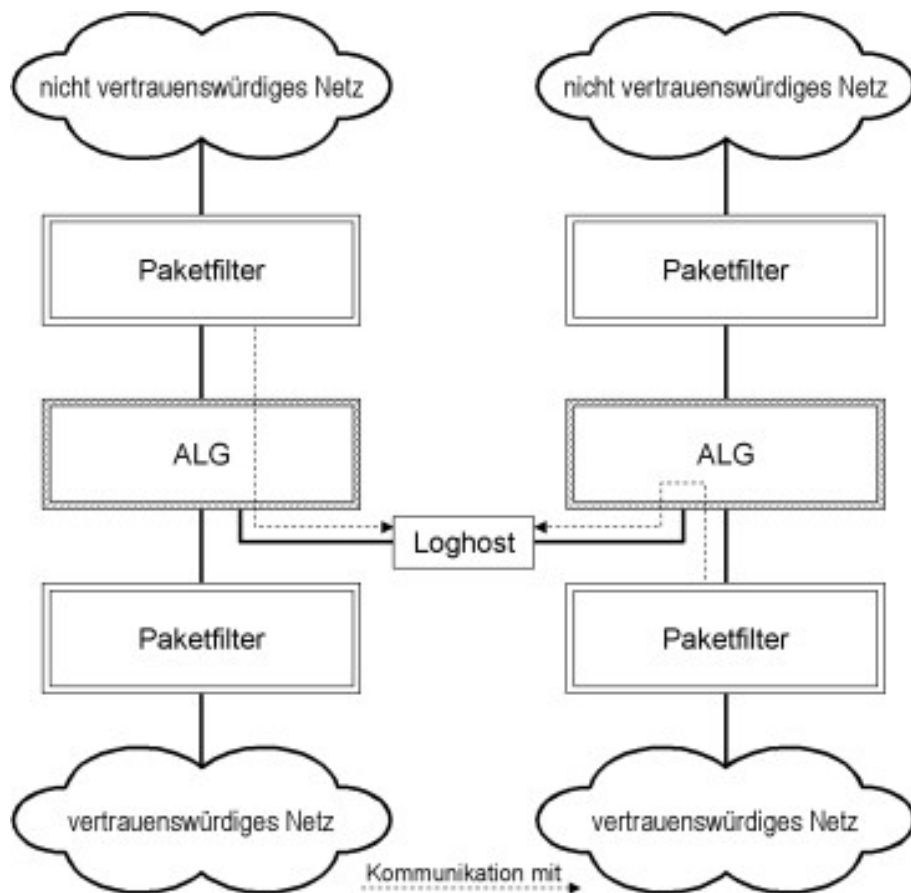 nicht vertrauenswürdiges Netz
nicht vertrauenswürdiges Netz
Paketfilter
Paketfilter
ALG
ALG
Loghost
Paketfilter
Paketfilter
vertrauenswürdiges Netz
vertrauenswürdiges Netz
Kommunikation mit